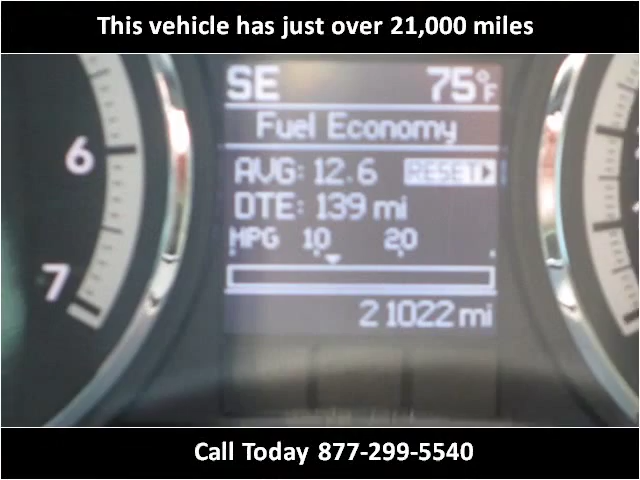 This vehicle has just over 21,000 miles
SE 75°F
Fuel Economy
AVG: 12.6 RESET
DTE: 139 mi
MPG 10 20
21022 mi
6
7
Call Today 877-299-5540